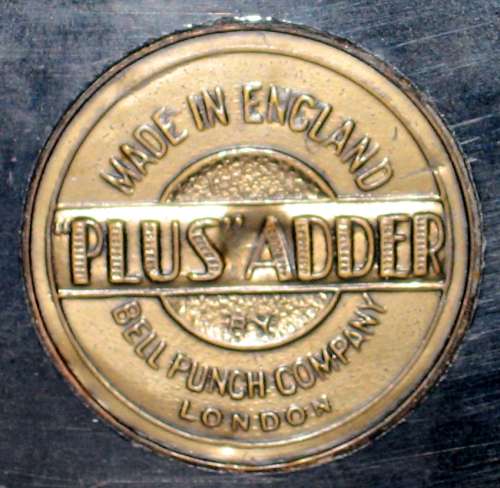 MADE IN ENGLAND
"PLUS" ADDER
BY
BELL PUNCH COMPANY
LONDON